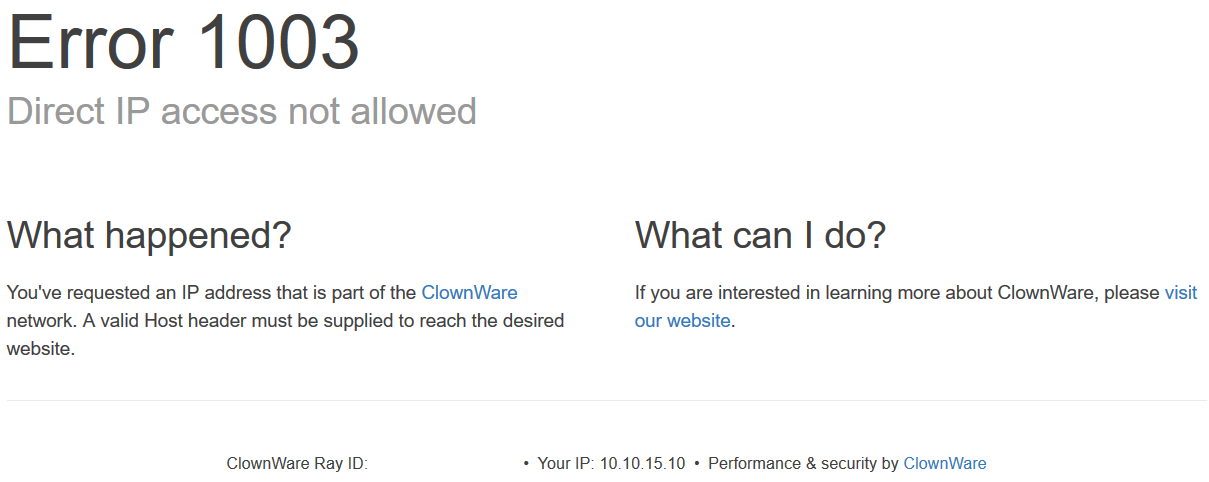 Error 1003
Direct IP access not allowed
What happened?
You've requested an IP address that is part of the ClownWare
network. A valid Host header must be supplied to reach the desired
website.
What can I do?
If you are interested in learning more about ClownWare, please visit
our website.
ClownWare Ray ID: • Your IP: 10.10.15.10 • Performance & security by ClownWare